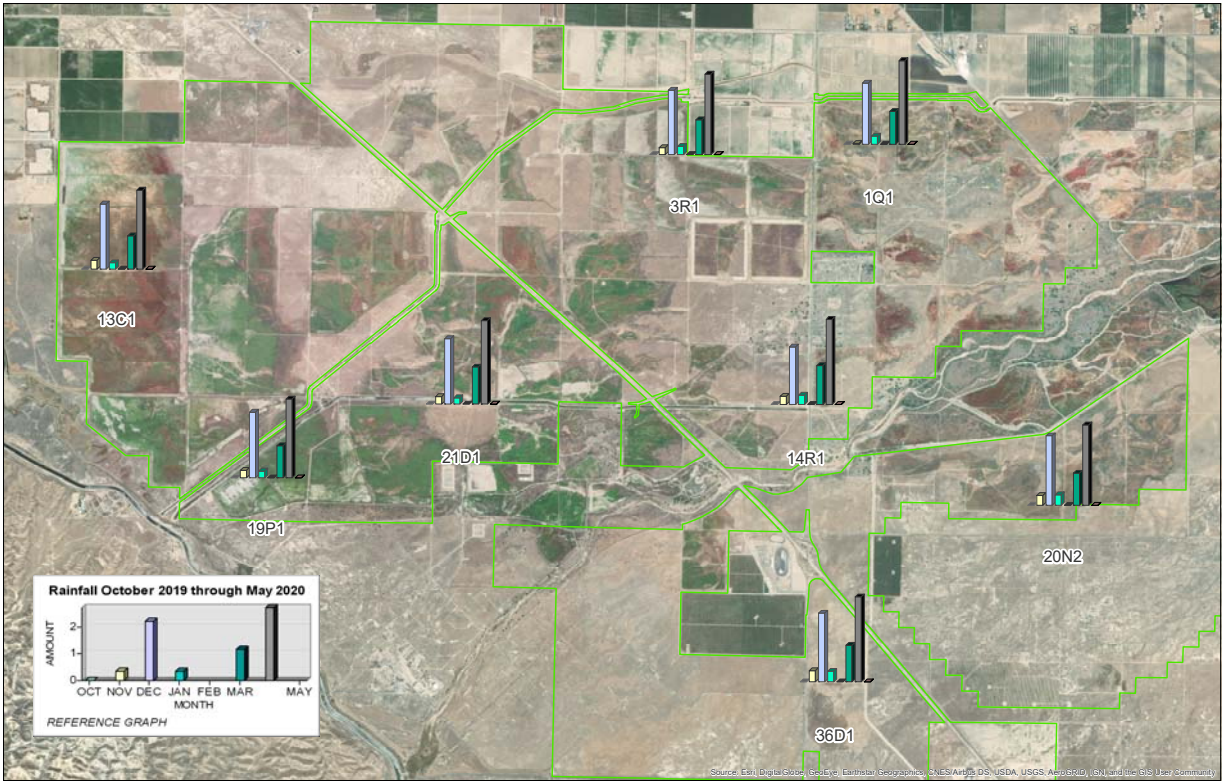 3R1
1Q1
13C1
21D1
14R1
19P1
20N2
36D1
Rainfall October 2019 through May 2020
AMOUNT
2
1
0
OCT NOV DEC JAN FEB MAR MAY
MONTH
REFERENCE GRAPH
Source: Esri, DigitalGlobe, GeoEye, Earthstar Geographics, CNES/Airbus DS, USDA, USGS, AeroGRID, IGN, and the GIS User Community